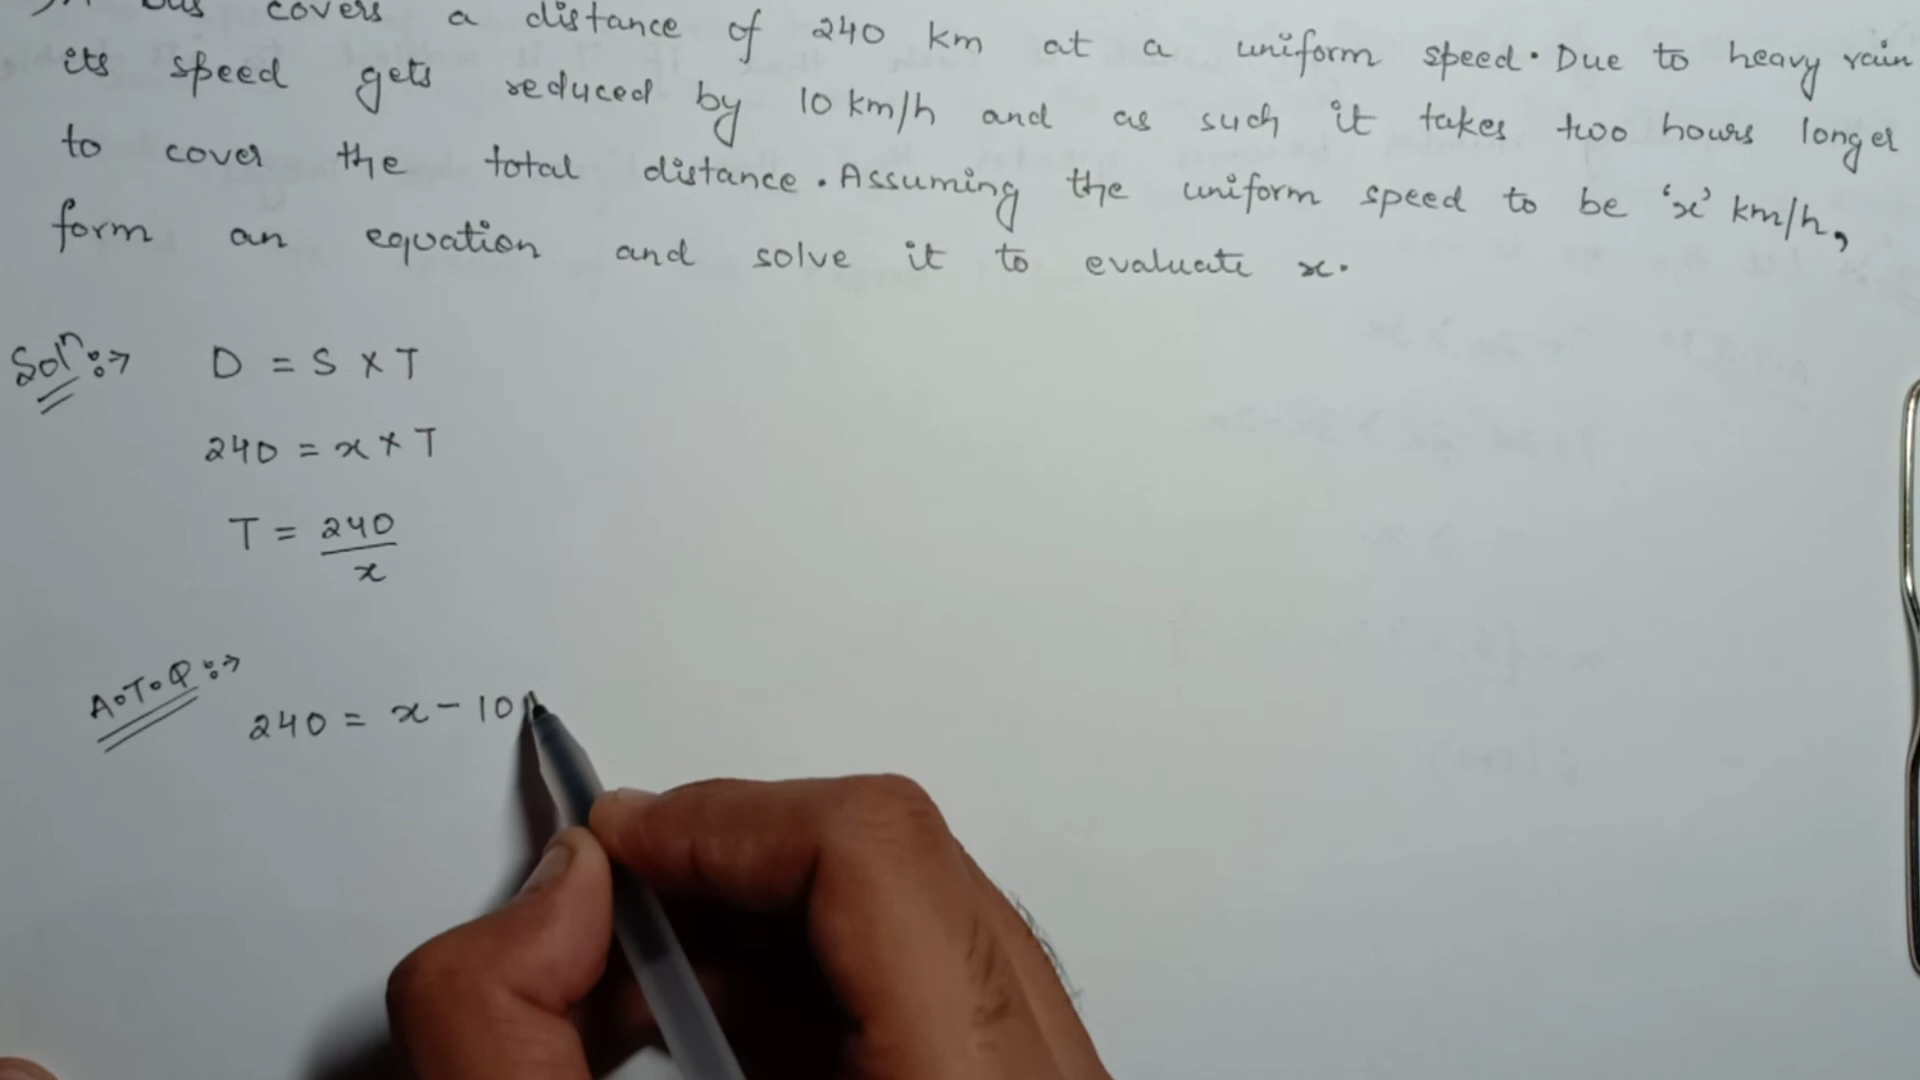 covers a distance of 240 km at a uniform speed. Due to heavy rain
its speed gets reduced by 10 km/h and as such it takes two hours longer
to cover the total distance. Assuming the uniform speed to be 'x' km/h,
form an equation and solve it to evaluate x.
Solⁿ:→ D = S × T
240 = x × T
T = 240
x
A.T.Q:→
240 = x - 10